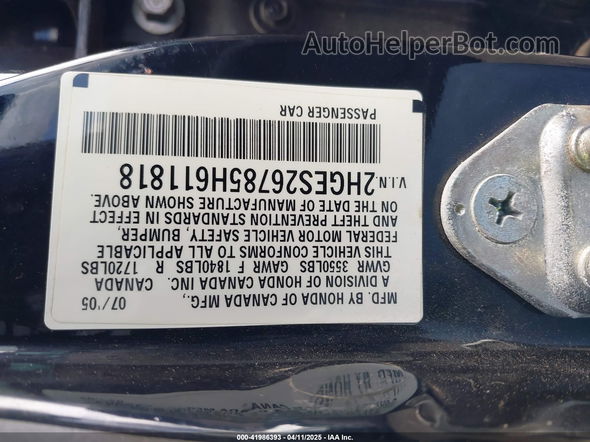 AutoHelperBot.com
MFD. BY HONDA OF CANADA MFG., 07/'05
A DIVISION OF HONDA CANADA INC. CANADA
GVWR 3550LBS GAWR F 1840LBS R 1720LBS
THIS VEHICLE CONFORMS TO ALL APPLICABLE
FEDERAL MOTOR VEHICLE SAFETY, BUMPER,
AND THEFT PREVENTION STANDARDS IN EFFECT
ON THE DATE OF MANUFACTURE SHOWN ABOVE.
V.I.N. 2HGES26785H611818
PASSENGER CAR
000-41986393 - 04/11/2025 - IAA Inc.